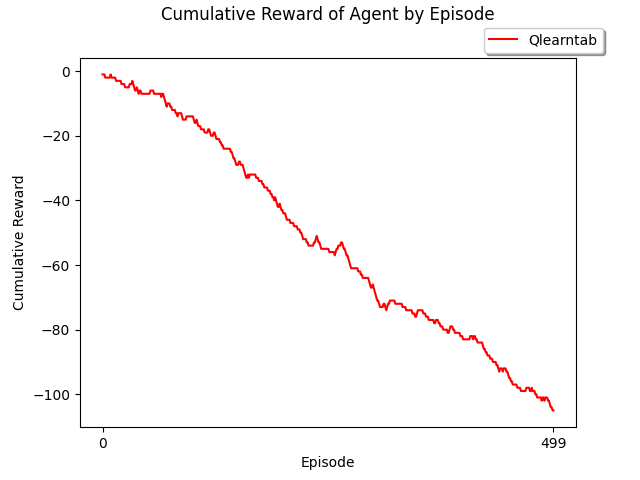 Cumulative Reward of Agent by Episode
Qlearntab
0
−20
−40
−60
−80
−100
Cumulative Reward
0 499
Episode